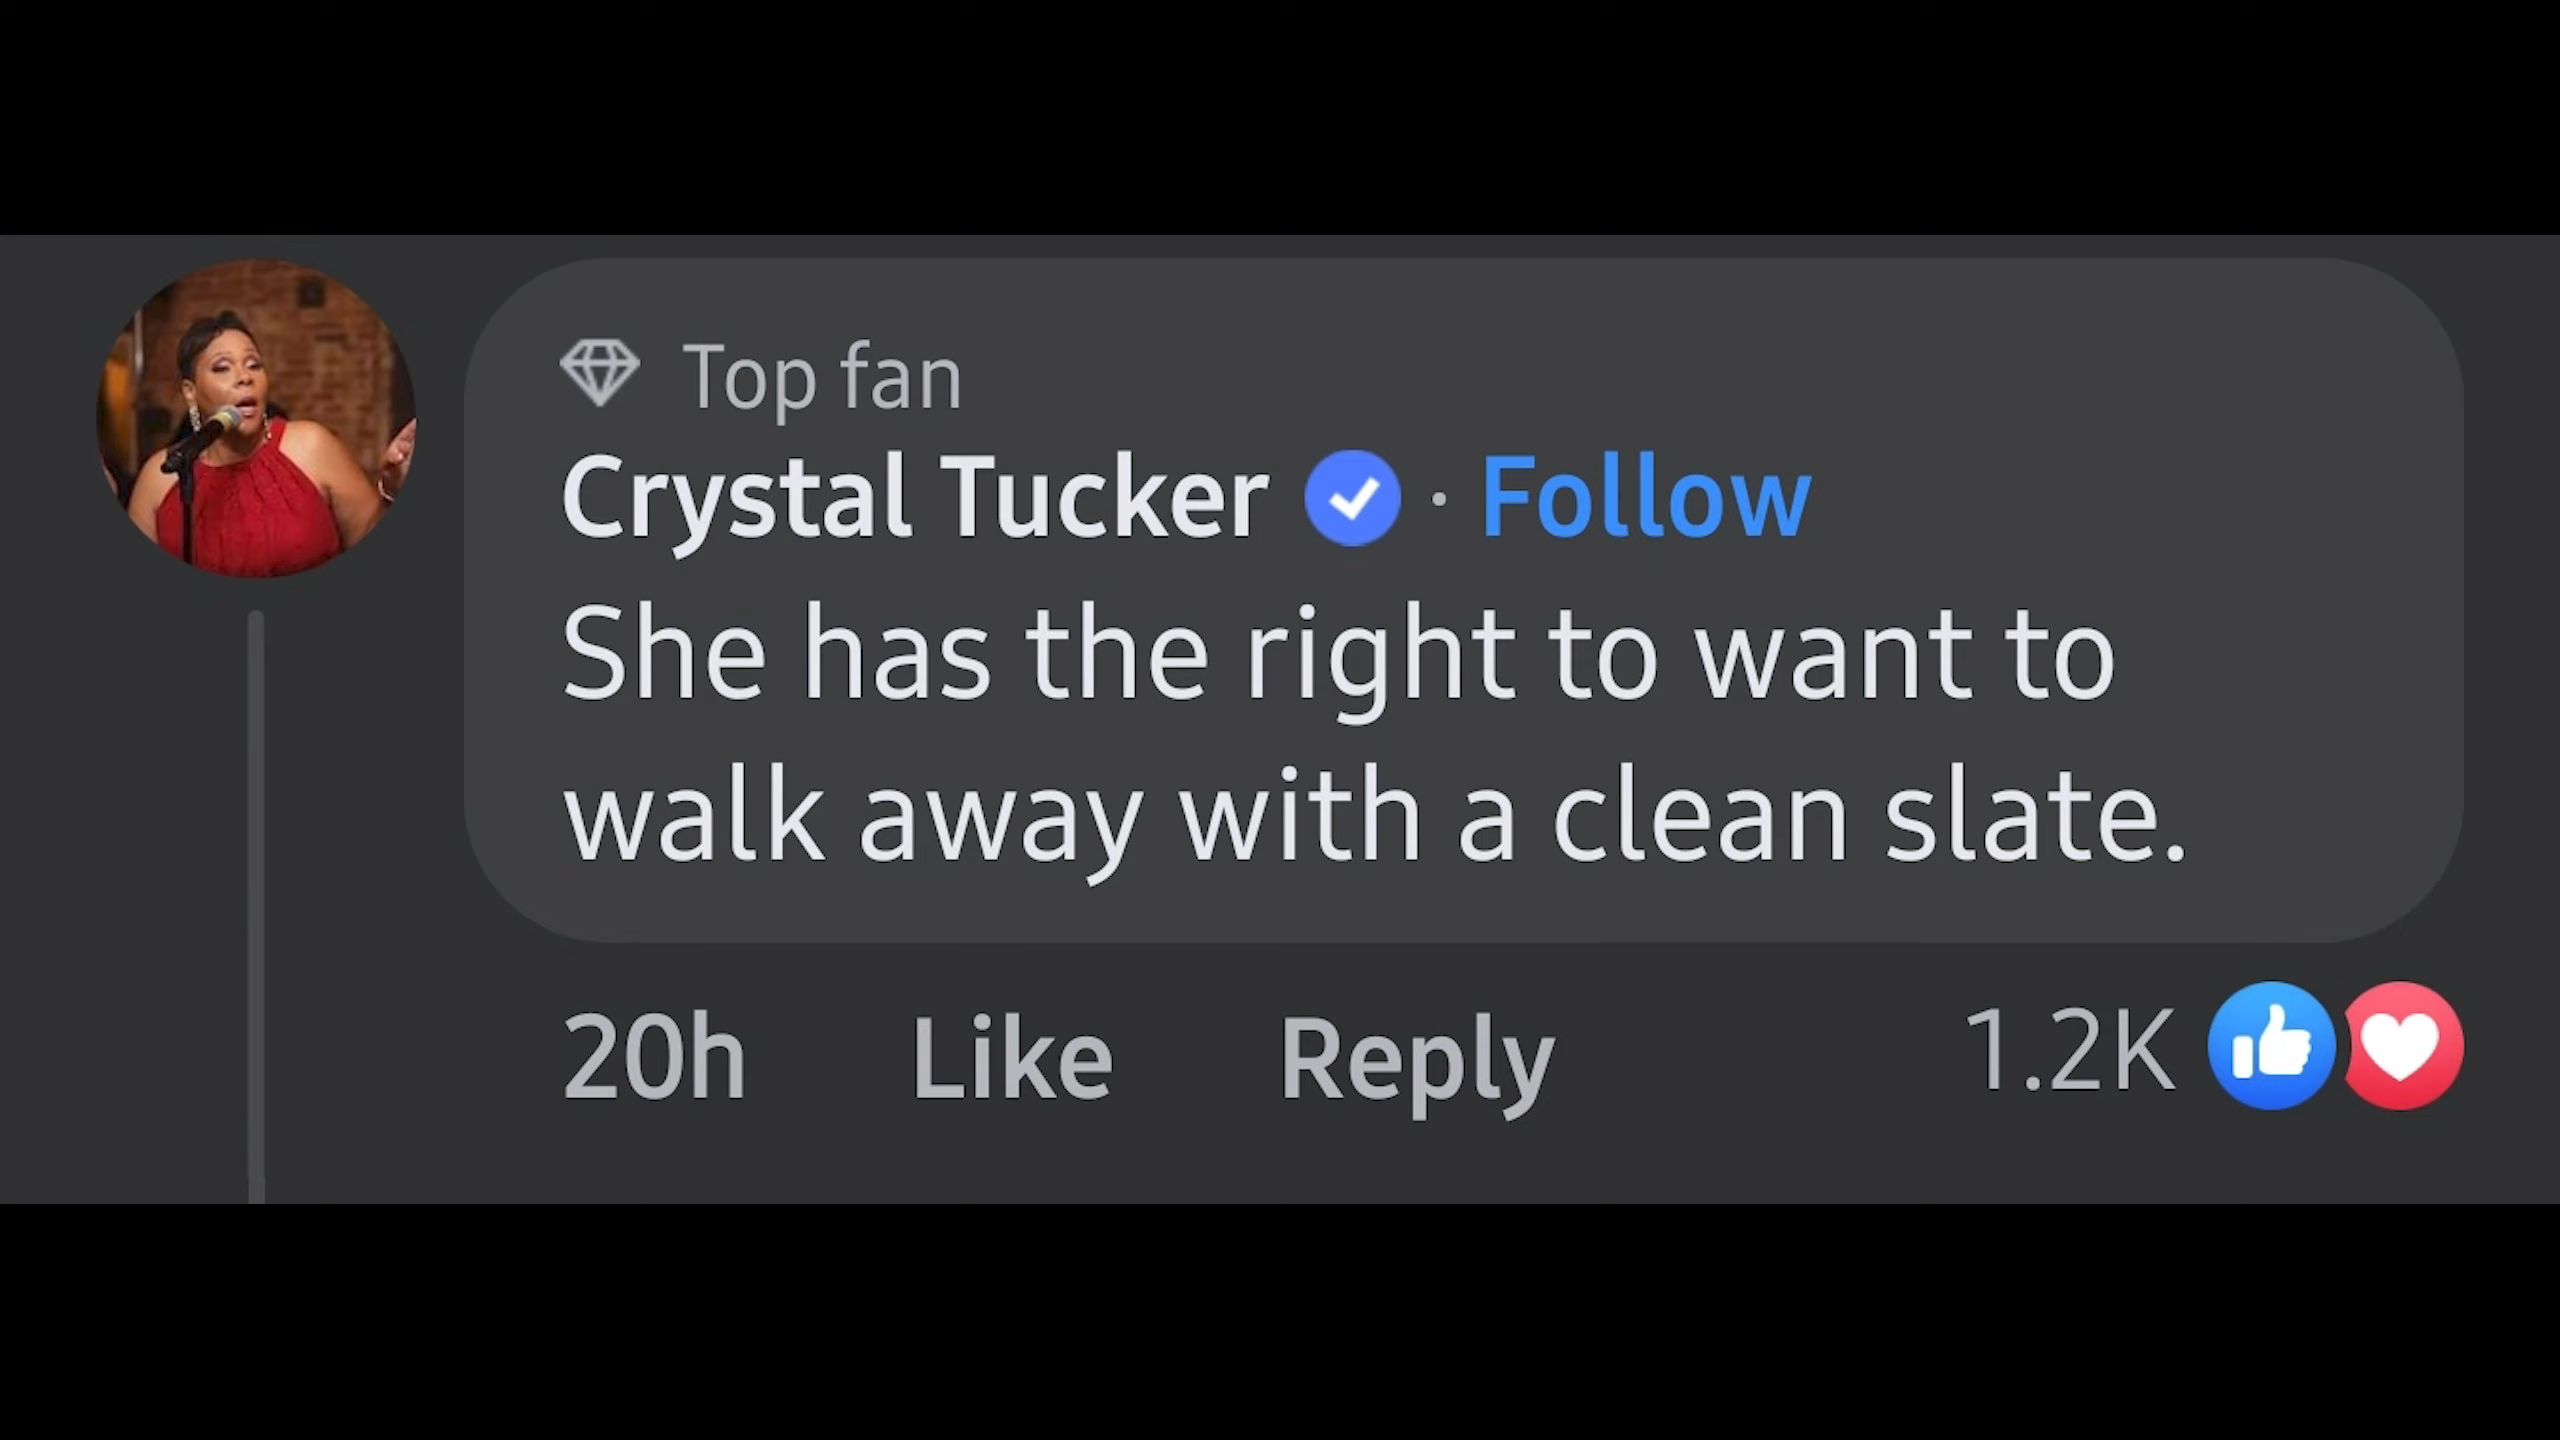 Top fan
Crystal Tucker · Follow
She has the right to want to
walk away with a clean slate.
20h Like Reply 1.2K